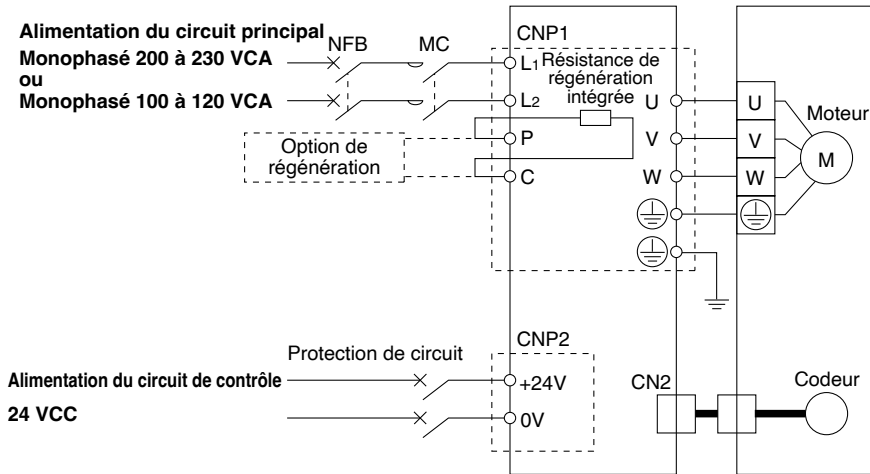 Alimentation du circuit principal
NFB
MC
CNP1
Monophasé 200 à 230 VCA
ou
Monophasé 100 à 120 VCA
L1
Résistance de
régénération
intégrée
L2
U
U
Moteur
P
V
V
M
Option de
régénération
C
W
W
CNP2
Protection de circuit
Alimentation du circuit de contrôle
+24V
CN2
Codeur
24 VCC
0V